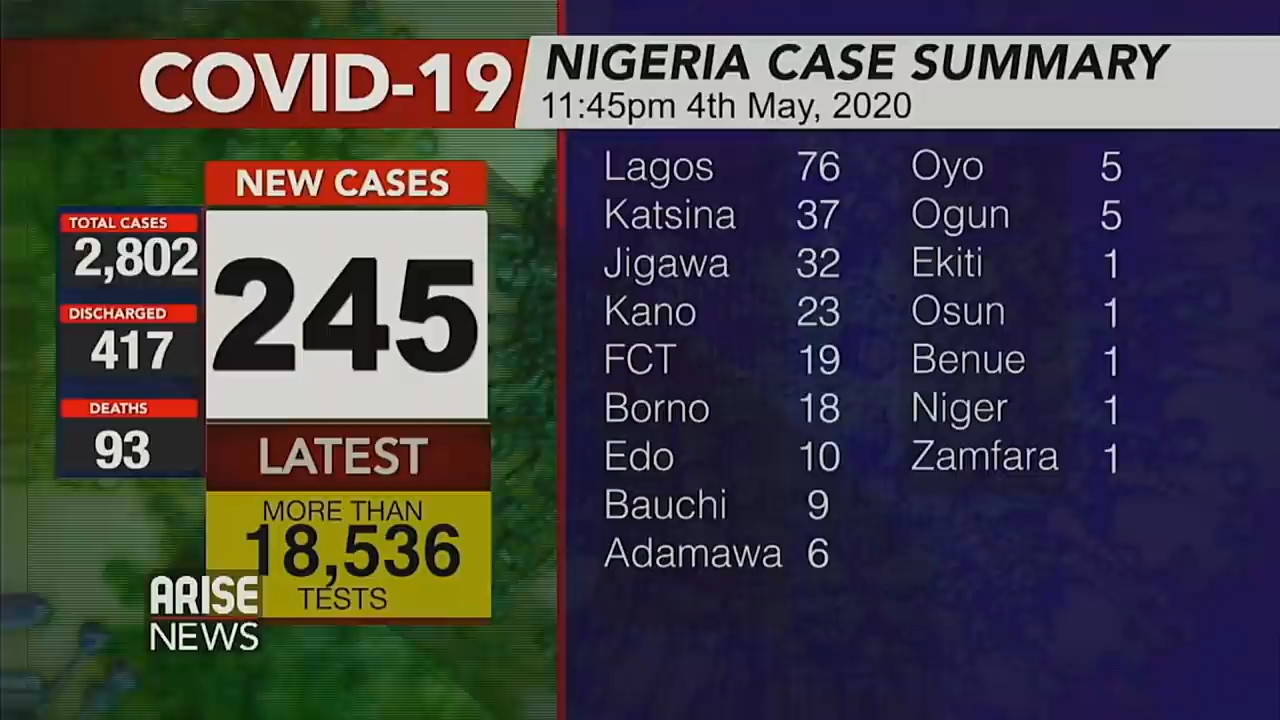 COVID-19
NIGERIA CASE SUMMARY
11:45pm 4th May, 2020
NEW CASES
245
TOTAL CASES
2,802
DISCHARGED
417
DEATHS
93
LATEST
MORE THAN
18,536
TESTS
ARISE
NEWS
Lagos 76 Oyo 5
Katsina 37 Ogun 5
Jigawa 32 Ekiti 1
Kano 23 Osun 1
FCT 19 Benue 1
Borno 18 Niger 1
Edo 10 Zamfara 1
Bauchi 9
Adamawa 6